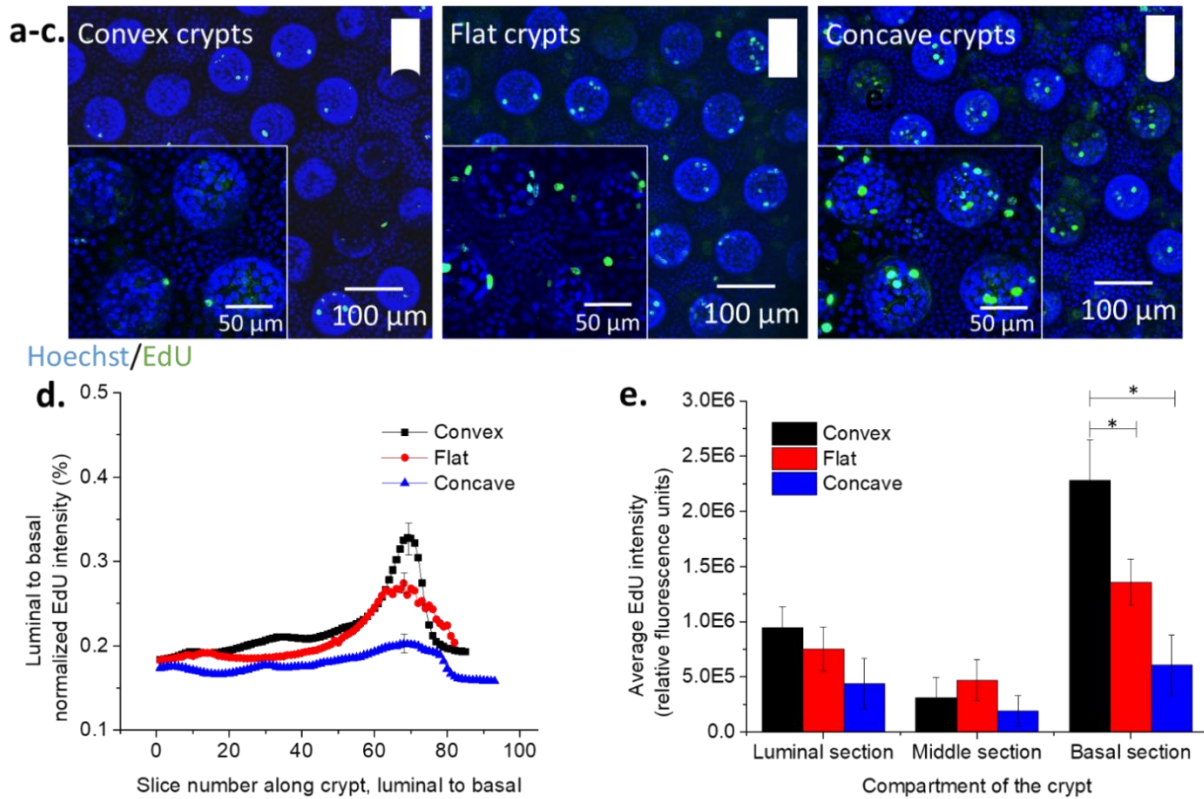 a-c.
Convex crypts
Flat crypts
Concave crypts
e.
50 µm
100 µm
50 µm
100 µm
50 µm
100 µm
Hoechst/EdU
d.
0.5
0.4
0.3
0.2
0.1
Luminal to basal
normalized EdU intensity (%)
Convex
Flat
Concave
0 20 40 60 80 100
Slice number along crypt, luminal to basal
e.
3.0E6
2.5E6
2.0E6
1.5E6
1.0E6
5.0E5
0.0
Average EdU intensity
(relative fluorescence units)
Convex
Flat
Concave
*
*
Luminal section Middle section Basal section
Compartment of the crypt